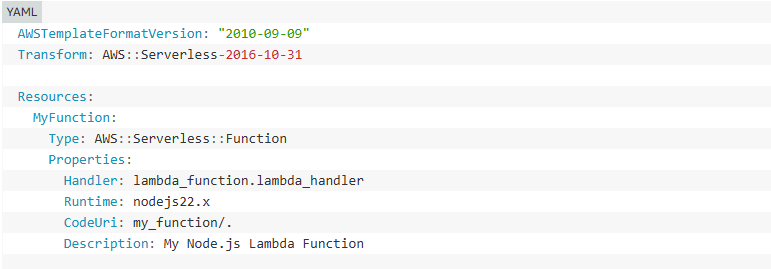 YAML
AWSTemplateFormatVersion: "2010-09-09"
Transform: AWS::Serverless-2016-10-31
Resources:
MyFunction:
Type: AWS::Serverless::Function
Properties:
Handler: lambda_function.lambda_handler
Runtime: nodejs22.x
CodeUri: my_function/.
Description: My Node.js Lambda Function